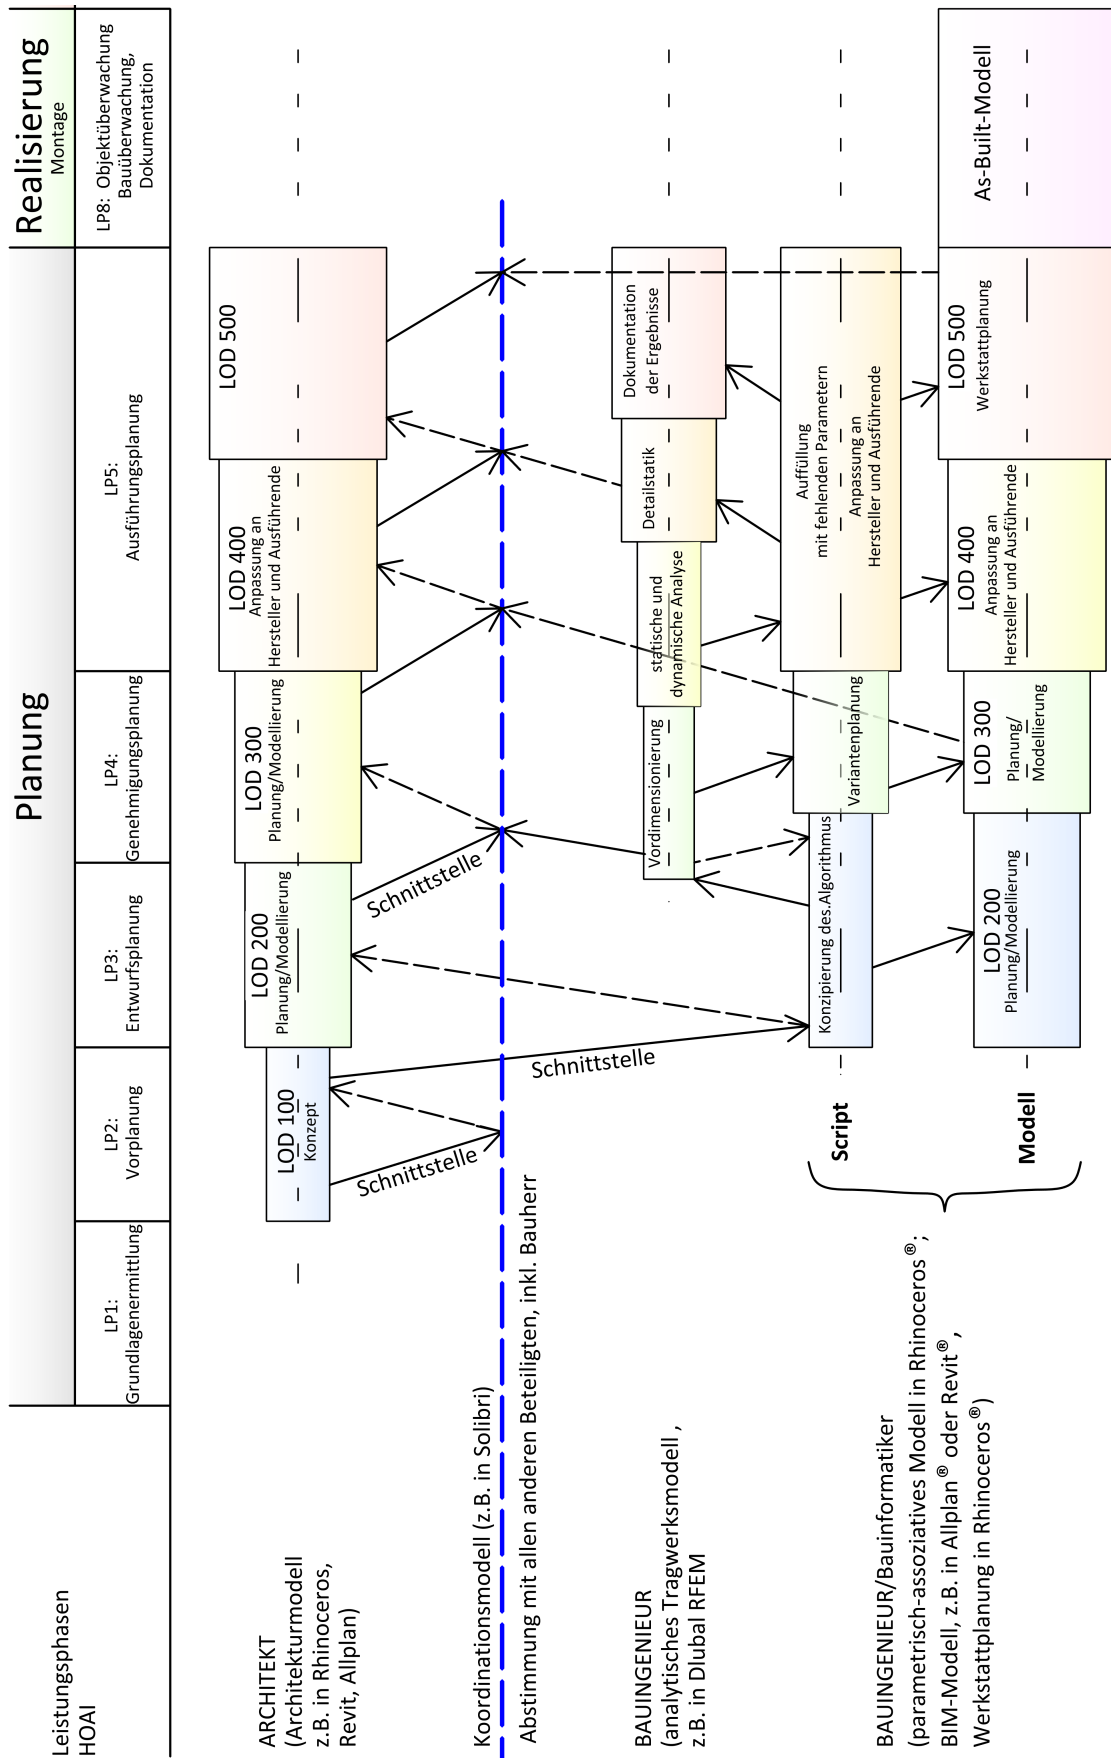 Leistungsphasen
HOAI
Planung
Realisierung
Montage
LP1:
Grundlagenermittlung
LP2:
Vorplanung
LP3:
Entwurfsplanung
LP4:
Genehmigungsplanung
LP5:
Ausführungsplanung
LP8: Objektüberwachung
Bauüberwachung,
Dokumentation
ARCHITEKT
(Architekturmodell
z.B. in Rhinoceros,
Revit, Allplan)
LOD 100
Konzept
LOD 200
Planung/Modellierung
LOD 300
Planung/Modellierung
LOD 400
Anpassung an
Hersteller und Ausführende
LOD 500
Schnittstelle
Schnittstelle
Schnittstelle
Koordinationsmodell (z.B. in Solibri)
Abstimmung mit allen anderen Beteiligten, inkl. Bauherr
BAUINGENIEUR
(analytisches Tragwerksmodell ,
z.B. in Dlubal RFEM
Vordimensionierung
statische und
dynamische Analyse
Detailstatik
Dokumentation
der Ergebnisse
BAUINGENIEUR/Bauinformatiker
(parametrisch-assoziatives Modell in Rhinoceros®;
BIM-Modell, z.B. in Allplan® oder Revit®,
Werkstattplanung in Rhinoceros®)
Script
Konzipierung des Algorithmus
Variantenplanung
Auffüllung
mit fehlenden Parametern
Anpassung an
Hersteller und Ausführende
Modell
LOD 200
Planung/Modellierung
LOD 300
Planung/
Modellierung
LOD 400
Anpassung an
Hersteller und Ausführende
LOD 500
Werkstattplanung
As-Built-Modell